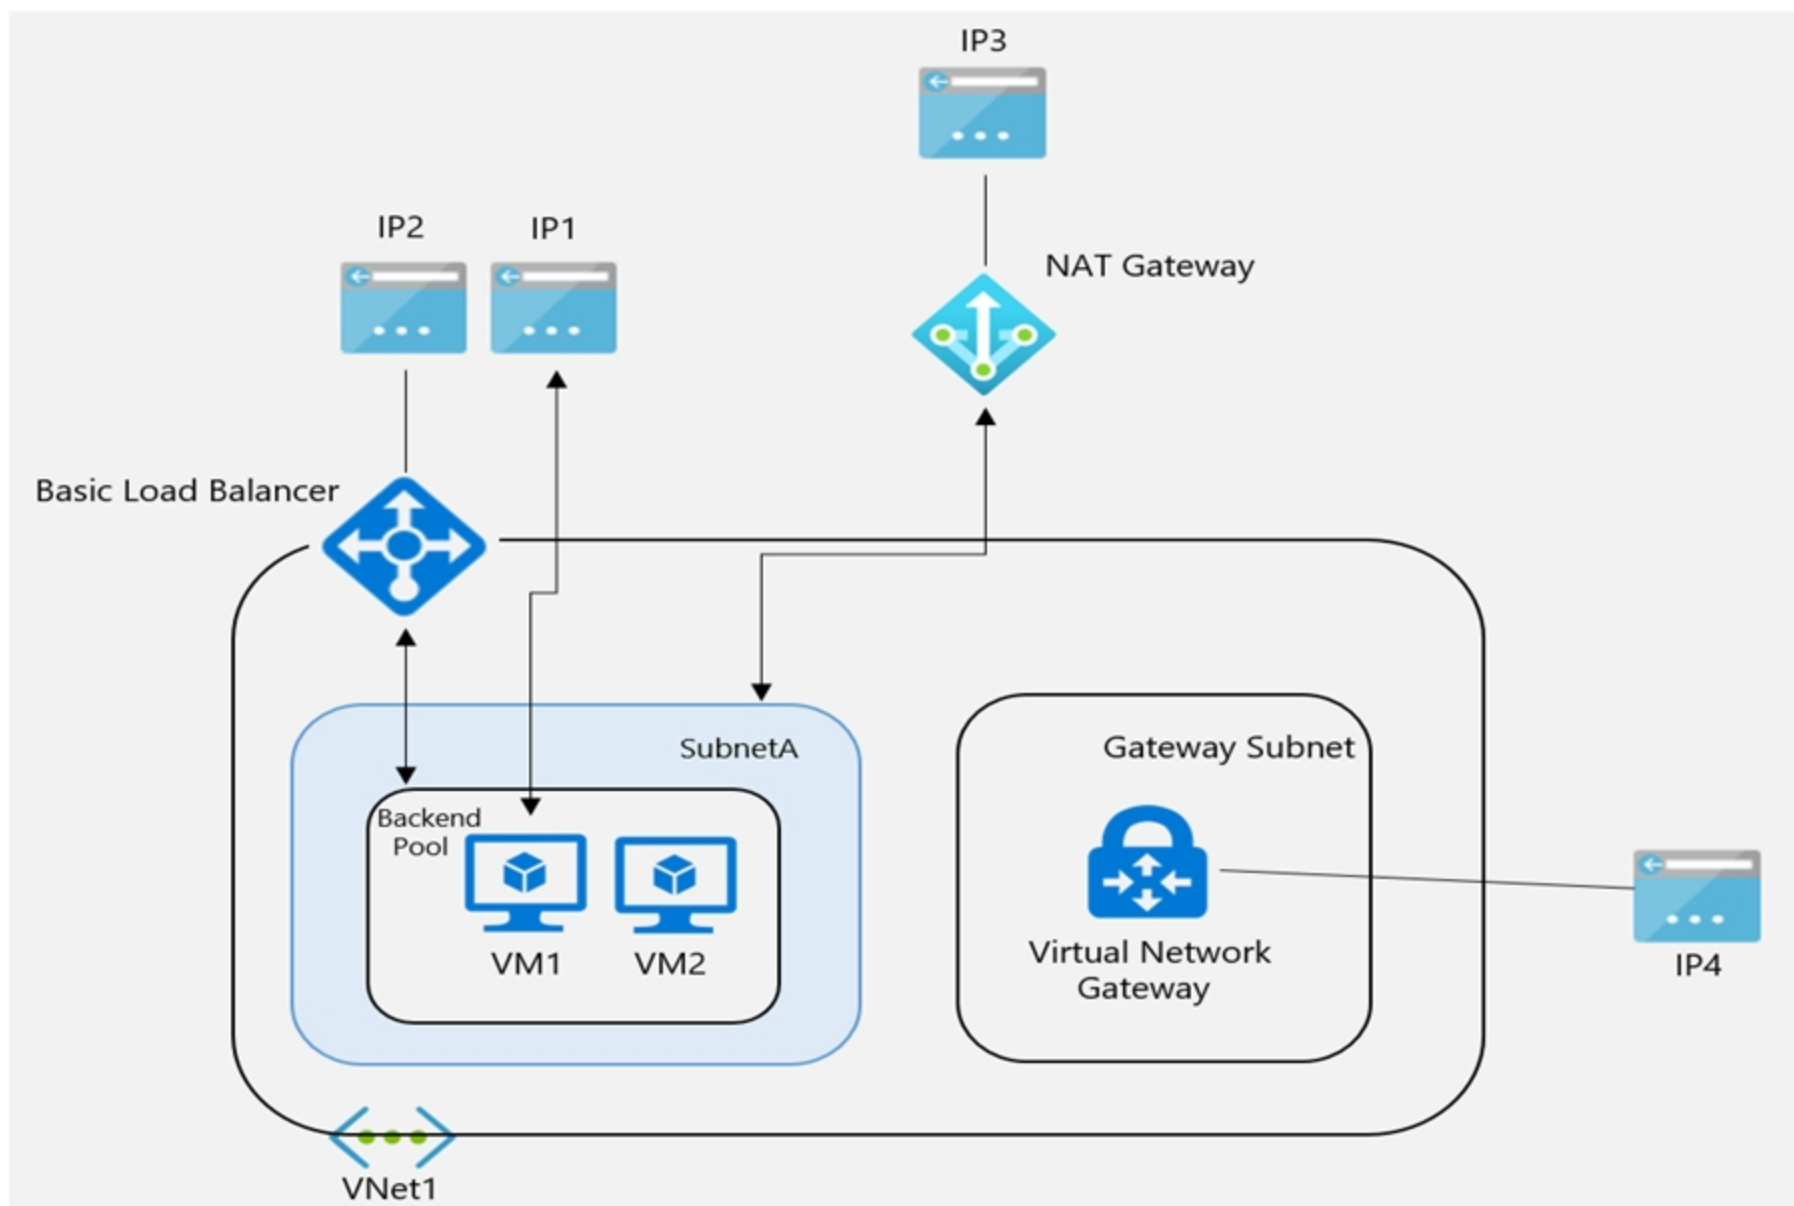 IP3
NAT Gateway
IP2
IP1
Basic Load Balancer
SubnetA
Backend
Pool
VM1
VM2
Gateway Subnet
Virtual Network
Gateway
IP4
VNet1